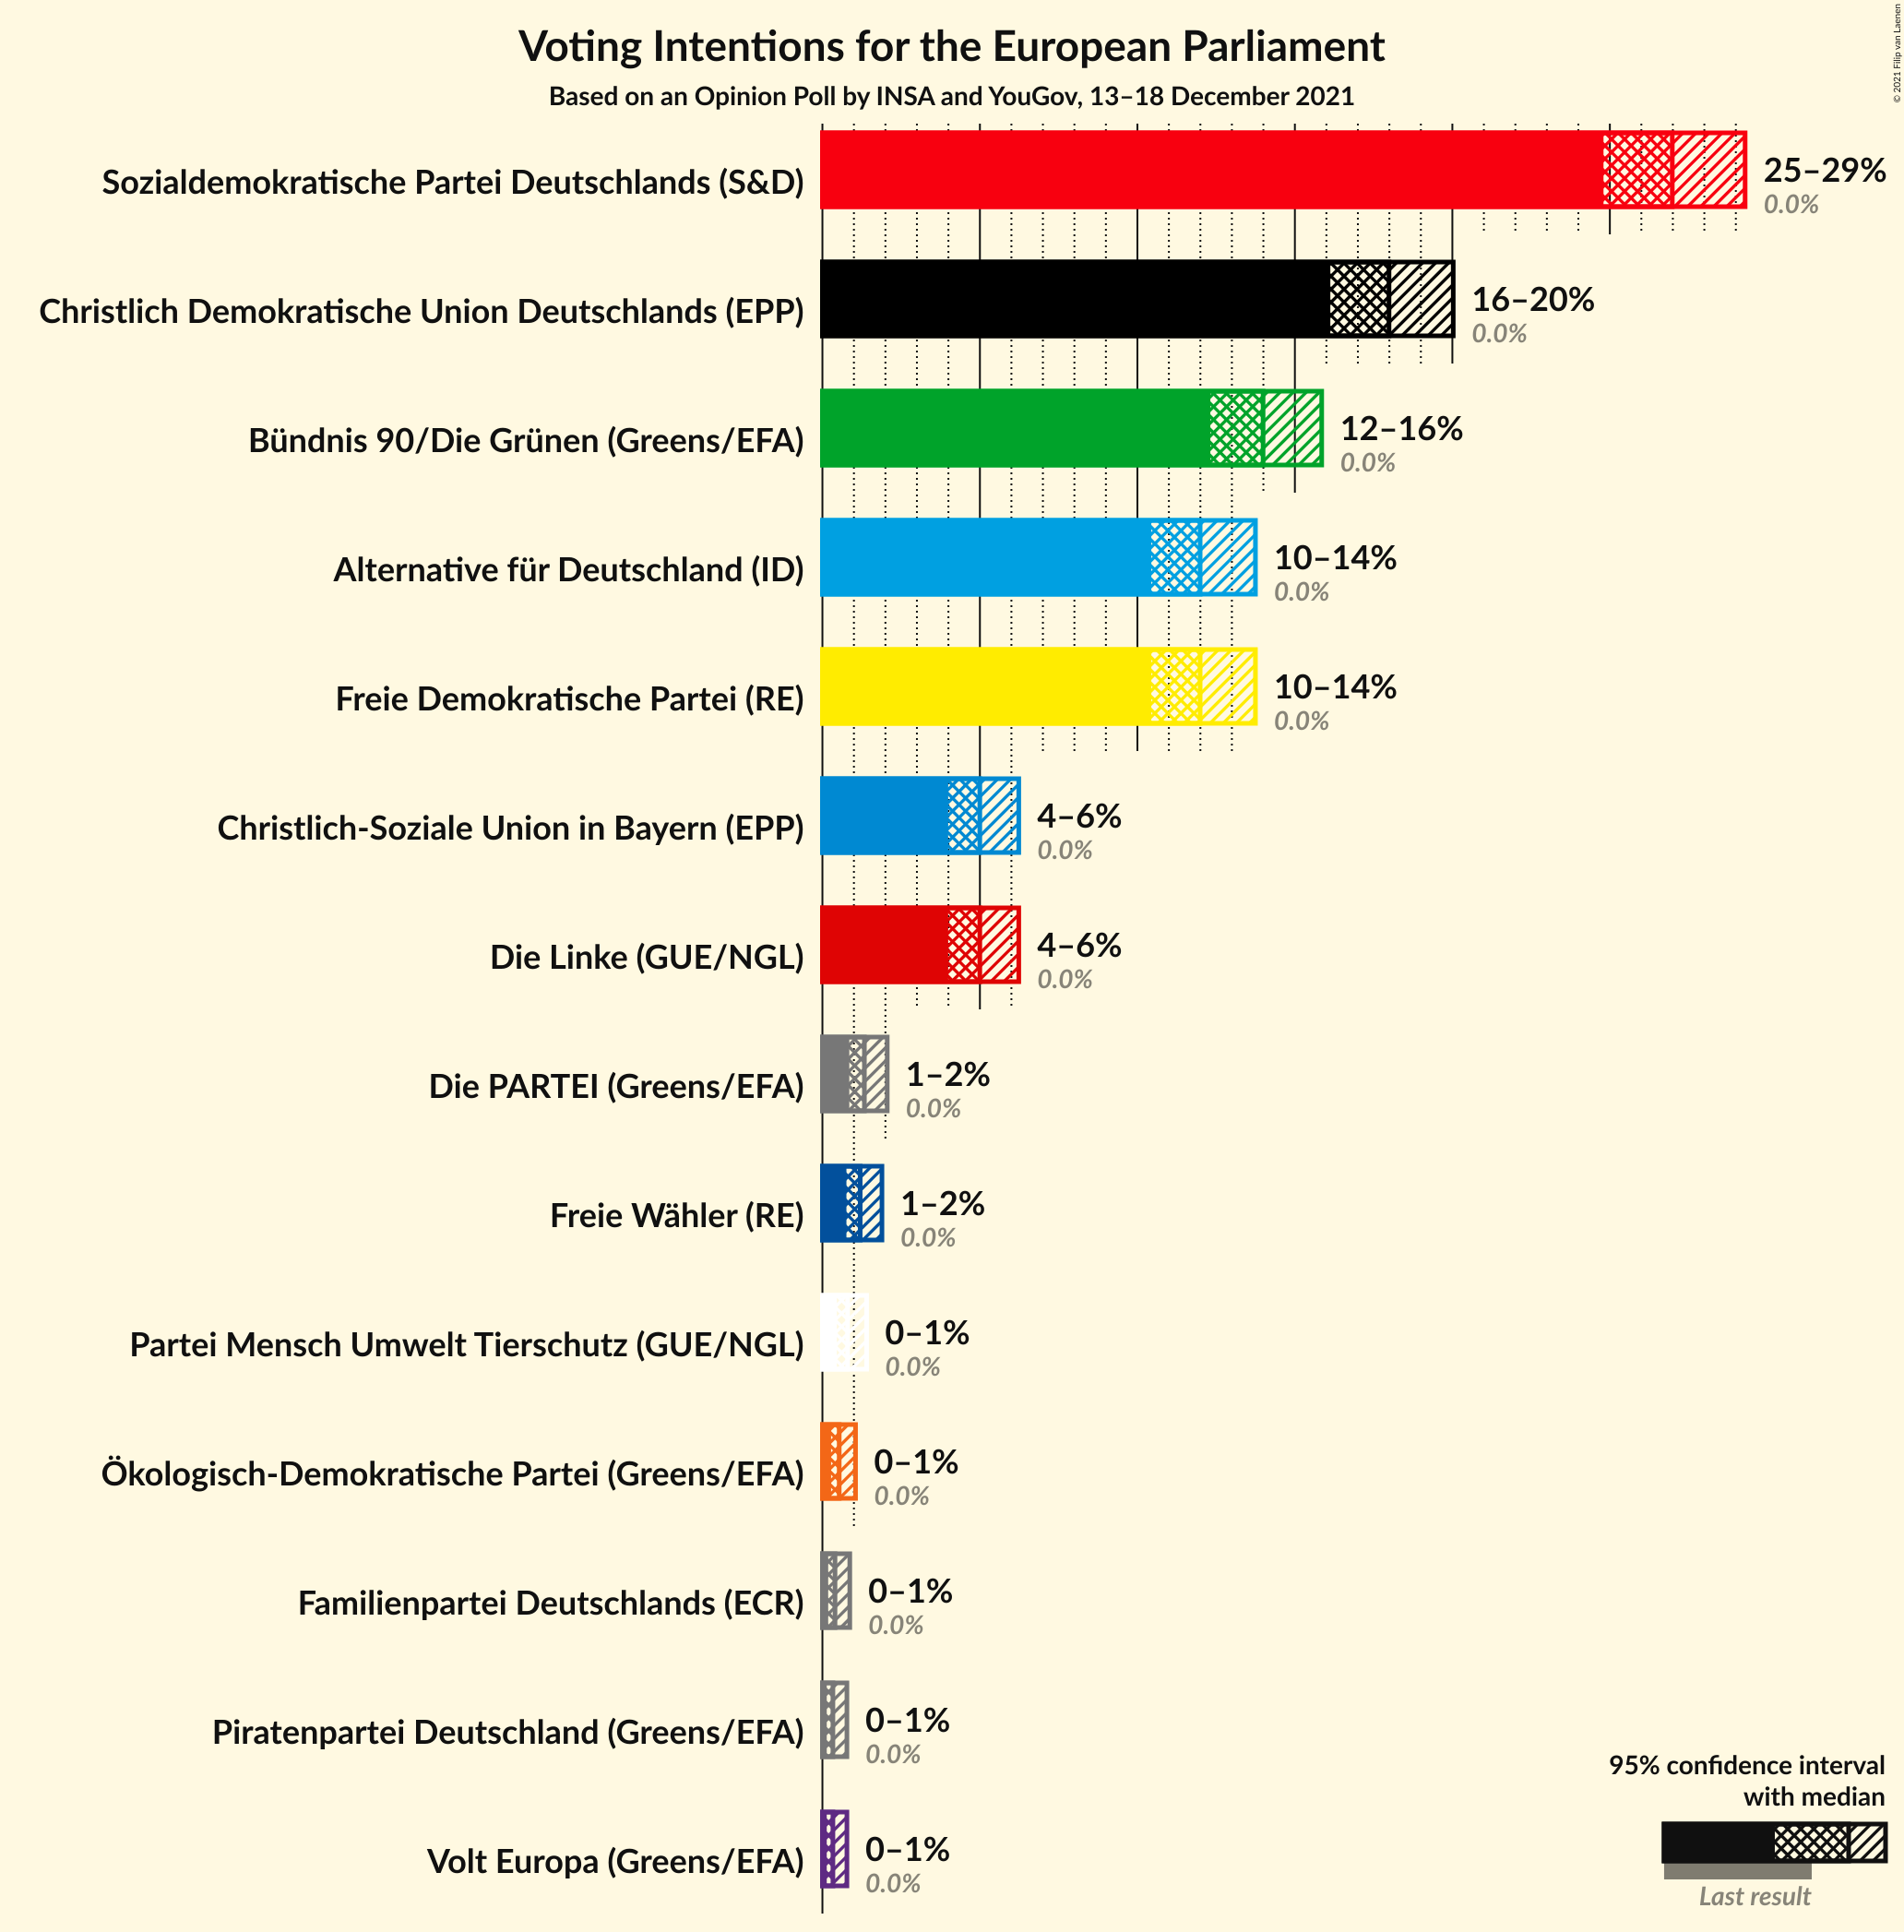 Voting Intentions for the European Parliament
Based on an Opinion Poll by INSA and YouGov, 13–18 December 2021
© 2021 Filip van Laenen
Sozialdemokratische Partei Deutschlands (S&D)
25–29%
0.0%
Christlich Demokratische Union Deutschlands (EPP)
16–20%
0.0%
Bündnis 90/Die Grünen (Greens/EFA)
12–16%
0.0%
Alternative für Deutschland (ID)
10–14%
0.0%
Freie Demokratische Partei (RE)
10–14%
0.0%
Christlich-Soziale Union in Bayern (EPP)
4–6%
0.0%
Die Linke (GUE/NGL)
4–6%
0.0%
Die PARTEI (Greens/EFA)
1–2%
0.0%
Freie Wähler (RE)
1–2%
0.0%
Partei Mensch Umwelt Tierschutz (GUE/NGL)
0–1%
0.0%
Ökologisch-Demokratische Partei (Greens/EFA)
0–1%
0.0%
Familienpartei Deutschlands (ECR)
0–1%
0.0%
Piratenpartei Deutschland (Greens/EFA)
0–1%
0.0%
Volt Europa (Greens/EFA)
0–1%
0.0%
95% confidence interval
with median
Last result